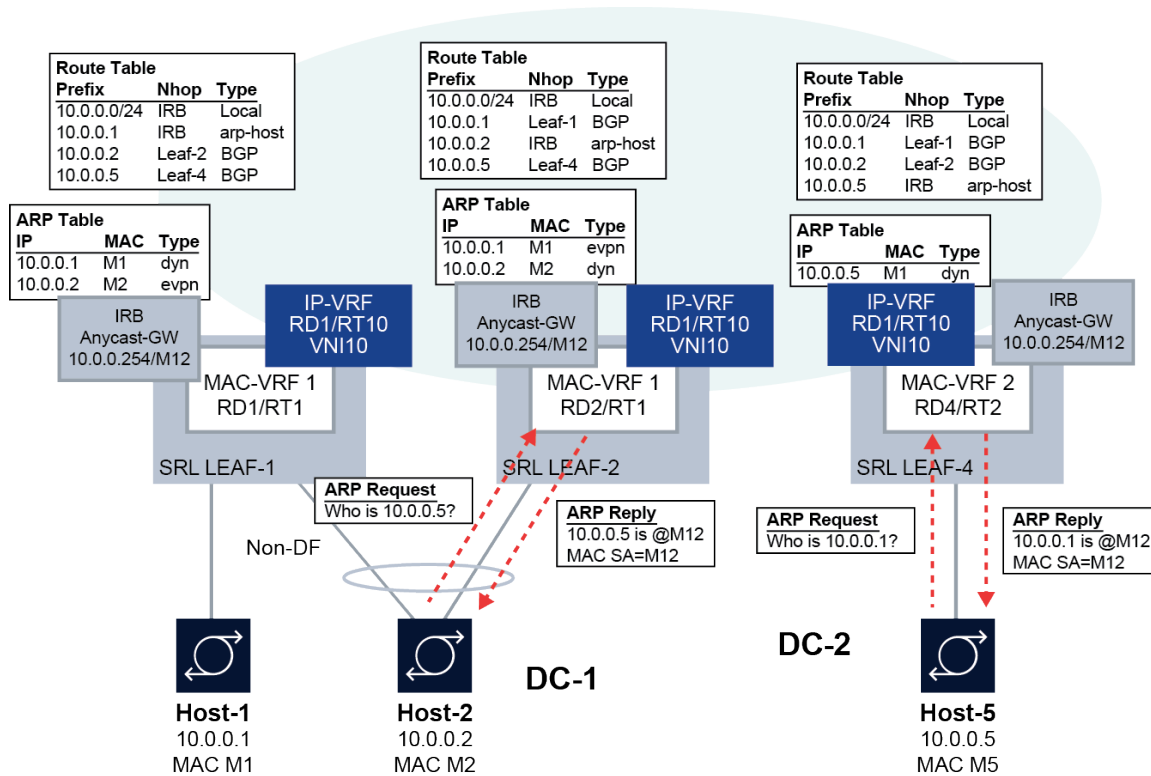 Route Table
Prefix Nhop Type
10.0.0.0/24 IRB Local
10.0.0.1 IRB arp-host
10.0.0.2 Leaf-2 BGP
10.0.0.5 Leaf-4 BGP
Route Table
Prefix Nhop Type
10.0.0.0/24 IRB Local
10.0.0.1 Leaf-1 BGP
10.0.0.2 IRB arp-host
10.0.0.5 Leaf-4 BGP
Route Table
Prefix Nhop Type
10.0.0.0/24 IRB Local
10.0.0.1 Leaf-1 BGP
10.0.0.2 Leaf-2 BGP
10.0.0.5 IRB arp-host
ARP Table
IP MAC Type
10.0.0.1 M1 dyn
10.0.0.2 M2 evpn
ARP Table
IP MAC Type
10.0.0.1 M1 evpn
10.0.0.2 M2 dyn
ARP Table
IP MAC Type
10.0.0.5 M1 dyn
IRB
Anycast-GW
10.0.0.254/M12
IP-VRF
RD1/RT10
VNI10
MAC-VRF 1
RD1/RT1
SRL LEAF-1
IRB
Anycast-GW
10.0.0.254/M12
IP-VRF
RD1/RT10
VNI10
MAC-VRF 1
RD2/RT1
SRL LEAF-2
IP-VRF
RD1/RT10
VNI10
IRB
Anycast-GW
10.0.0.254/M12
MAC-VRF 2
RD4/RT2
SRL LEAF-4
ARP Request
Who is 10.0.0.5?
ARP Reply
10.0.0.5 is @M12
MAC SA=M12
ARP Request
Who is 10.0.0.1?
ARP Reply
10.0.0.1 is @M12
MAC SA=M12
Non-DF
DC-1
DC-2
Host-1
10.0.0.1
MAC M1
Host-2
10.0.0.2
MAC M2
Host-5
10.0.0.5
MAC M5